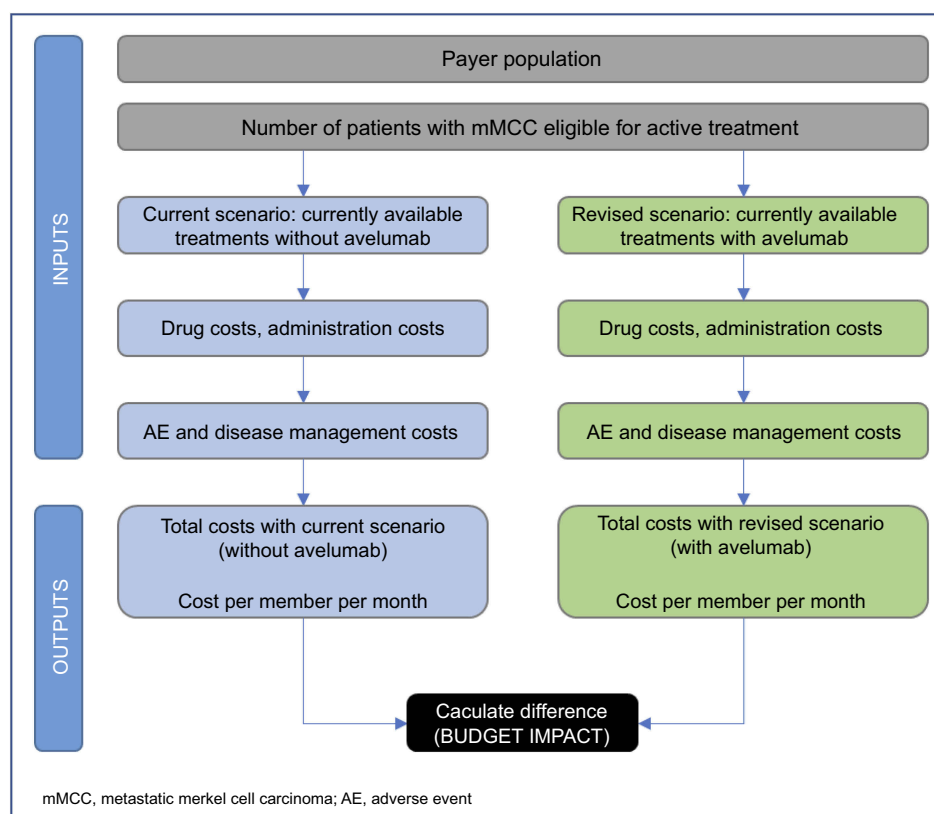 INPUTS
Payer population
Number of patients with mMCC eligible for active treatment
Current scenario: currently available
treatments without avelumab
Revised scenario: currently available
treatments with avelumab
Drug costs, administration costs
Drug costs, administration costs
AE and disease management costs
AE and disease management costs
OUTPUTS
Total costs with current scenario
(without avelumab)
Cost per member per month
Total costs with revised scenario
(with avelumab)
Cost per member per month
Caculate difference
(BUDGET IMPACT)
mMCC, metastatic merkel cell carcinoma; AE, adverse event